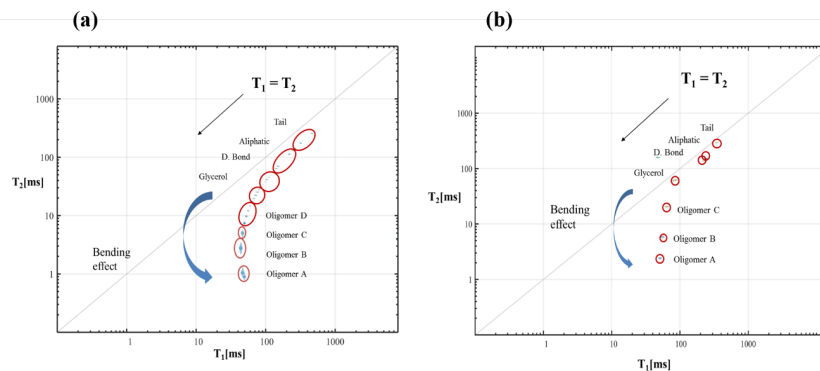 (a)
T₁ = T₂
Tail
Aliphatic
D. Bond
Glycerol
Oligomer D
Oligomer C
Oligomer B
Oligomer A
Bending
effect
T₂[ms]
1000
100
10
1
1
10
100
1000
T₁[ms]
(b)
T₁ = T₂
Tail
Aliphatic
D. Bond
Glycerol
Oligomer C
Oligomer B
Oligomer A
Bending
effect
T₂[ms]
1000
100
10
1
1
10
100
1000
T₁[ms]